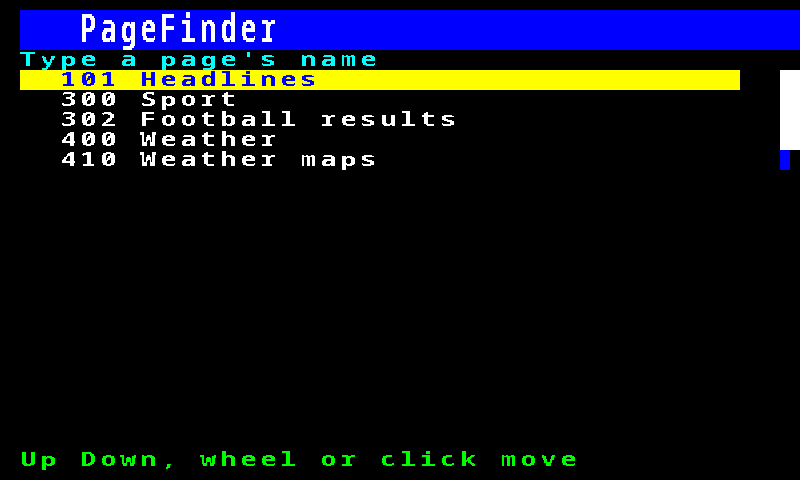 PageFinder
Type a page's name
101 Headlines
300 Sport
302 Football results
400 Weather
410 Weather maps
Up Down, wheel or click move